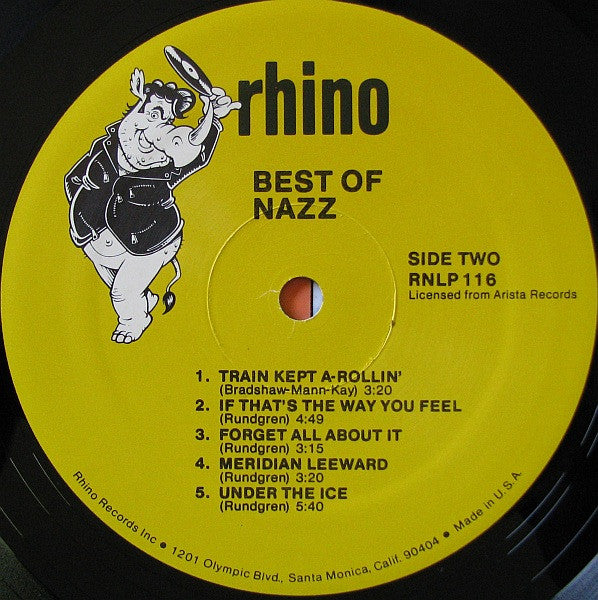 rhino
BEST OF
NAZZ
SIDE TWO
RNLP 116
Licensed from Arista Records
1. TRAIN KEPT A-ROLLIN'
(Bradshaw-Mann-Kay) 3:20
2. IF THAT'S THE WAY YOU FEEL
(Rundgren) 4:49
3. FORGET ALL ABOUT IT
(Rundgren) 3:15
4. MERIDIAN LEEWARD
(Rundgren) 3:20
5. UNDER THE ICE
(Rundgren) 5:40
Rhino Records Inc • 1201 Olympic Blvd., Santa Monica, Calif. 90404 • Made in U.S.A.